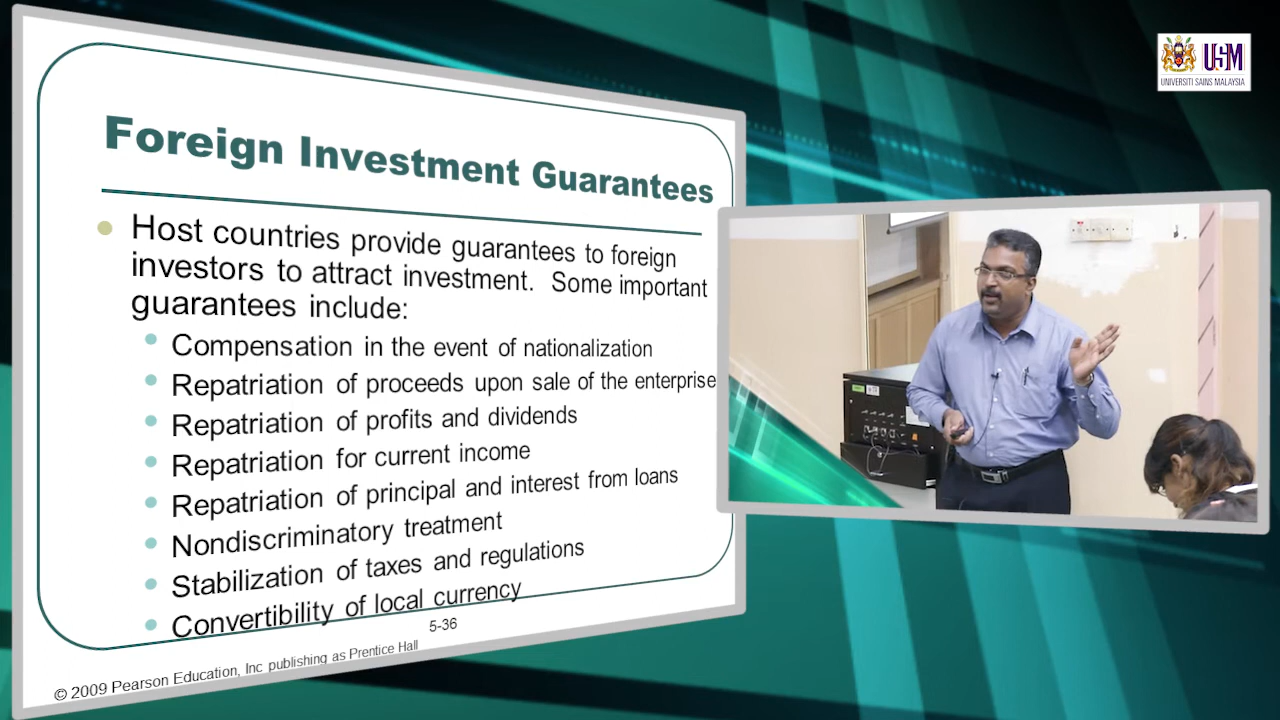 Foreign Investment Guarantees
Host countries provide guarantees to foreign
investors to attract investment. Some important
guarantees include:
Compensation in the event of nationalization
Repatriation of proceeds upon sale of the enterprise
Repatriation of profits and dividends
Repatriation for current income
Repatriation of principal and interest from loans
Nondiscriminatory treatment
Stabilization of taxes and regulations
Convertibility of local currency
5-36
© 2009 Pearson Education, Inc publishing as Prentice Hall
USM
UNIVERSITI SAINS MALAYSIA